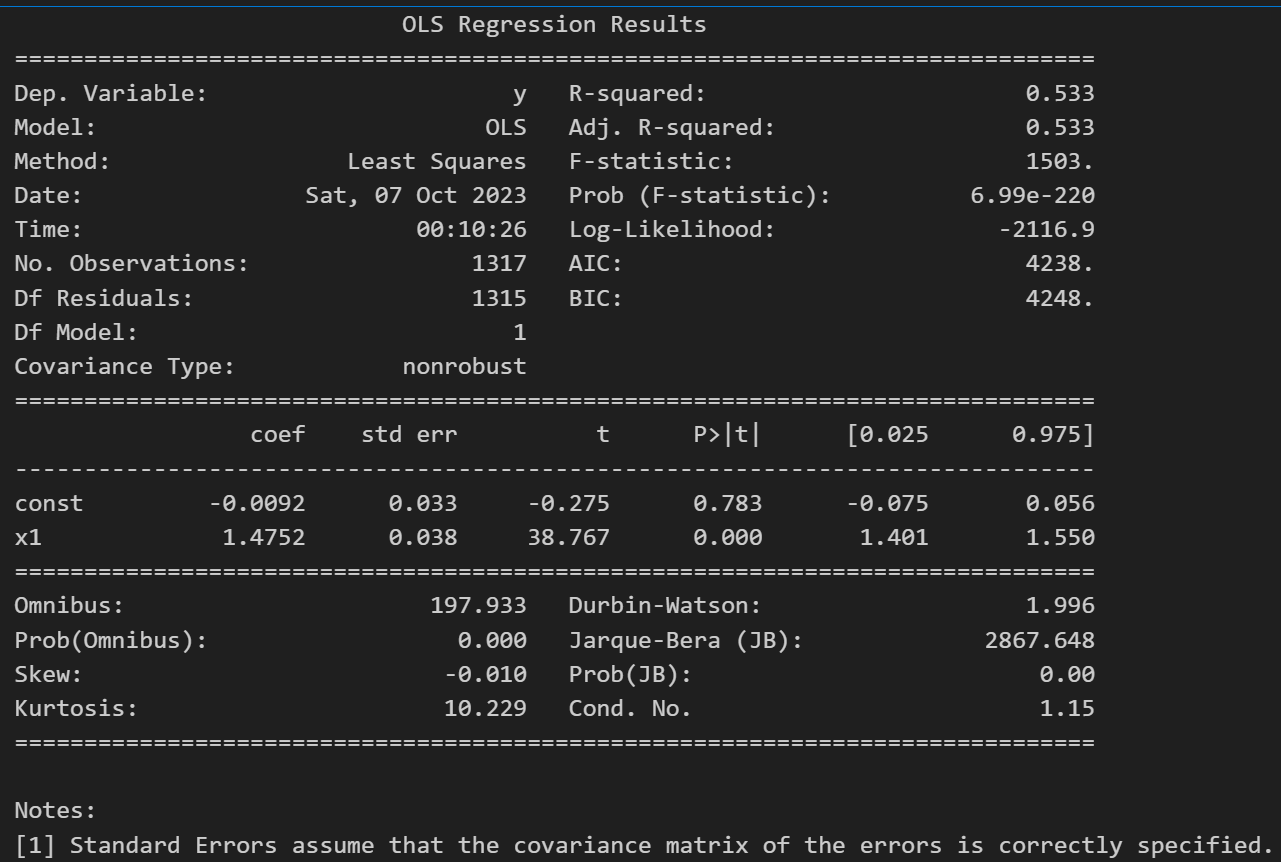 OLS Regression Results
==============================================================================
Dep. Variable:                      y   R-squared:                       0.533
Model:                            OLS   Adj. R-squared:                  0.533
Method:                 Least Squares   F-statistic:                     1503.
Date:                Sat, 07 Oct 2023   Prob (F-statistic):          6.99e-220
Time:                        00:10:26   Log-Likelihood:                -2116.9
No. Observations:                1317   AIC:                             4238.
Df Residuals:                    1315   BIC:                             4248.
Df Model:                           1
Covariance Type:            nonrobust
==============================================================================
                 coef    std err          t      P>|t|      [0.025      0.975]
------------------------------------------------------------------------------
const         -0.0092      0.033     -0.275      0.783      -0.075       0.056
x1             1.4752      0.038     38.767      0.000       1.401       1.550
==============================================================================
Omnibus:                      197.933   Durbin-Watson:                   1.996
Prob(Omnibus):                  0.000   Jarque-Bera (JB):             2867.648
Skew:                          -0.010   Prob(JB):                         0.00
Kurtosis:                      10.229   Cond. No.                         1.15
==============================================================================
Notes:
[1] Standard Errors assume that the covariance matrix of the errors is correctly specified.